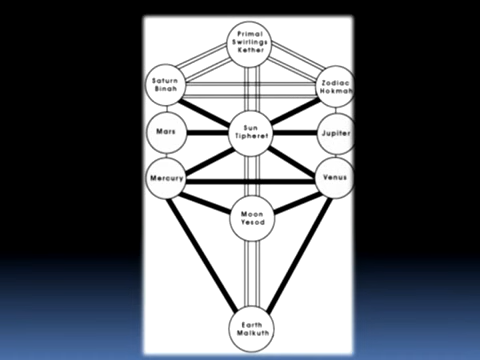 Primal
Swirlings
Kether
Saturn
Binah
Zodiac
Hokmah
Mars
Sun
Tipheret
Jupiter
Mercury
Venus
Moon
Yesod
Earth
Malkuth